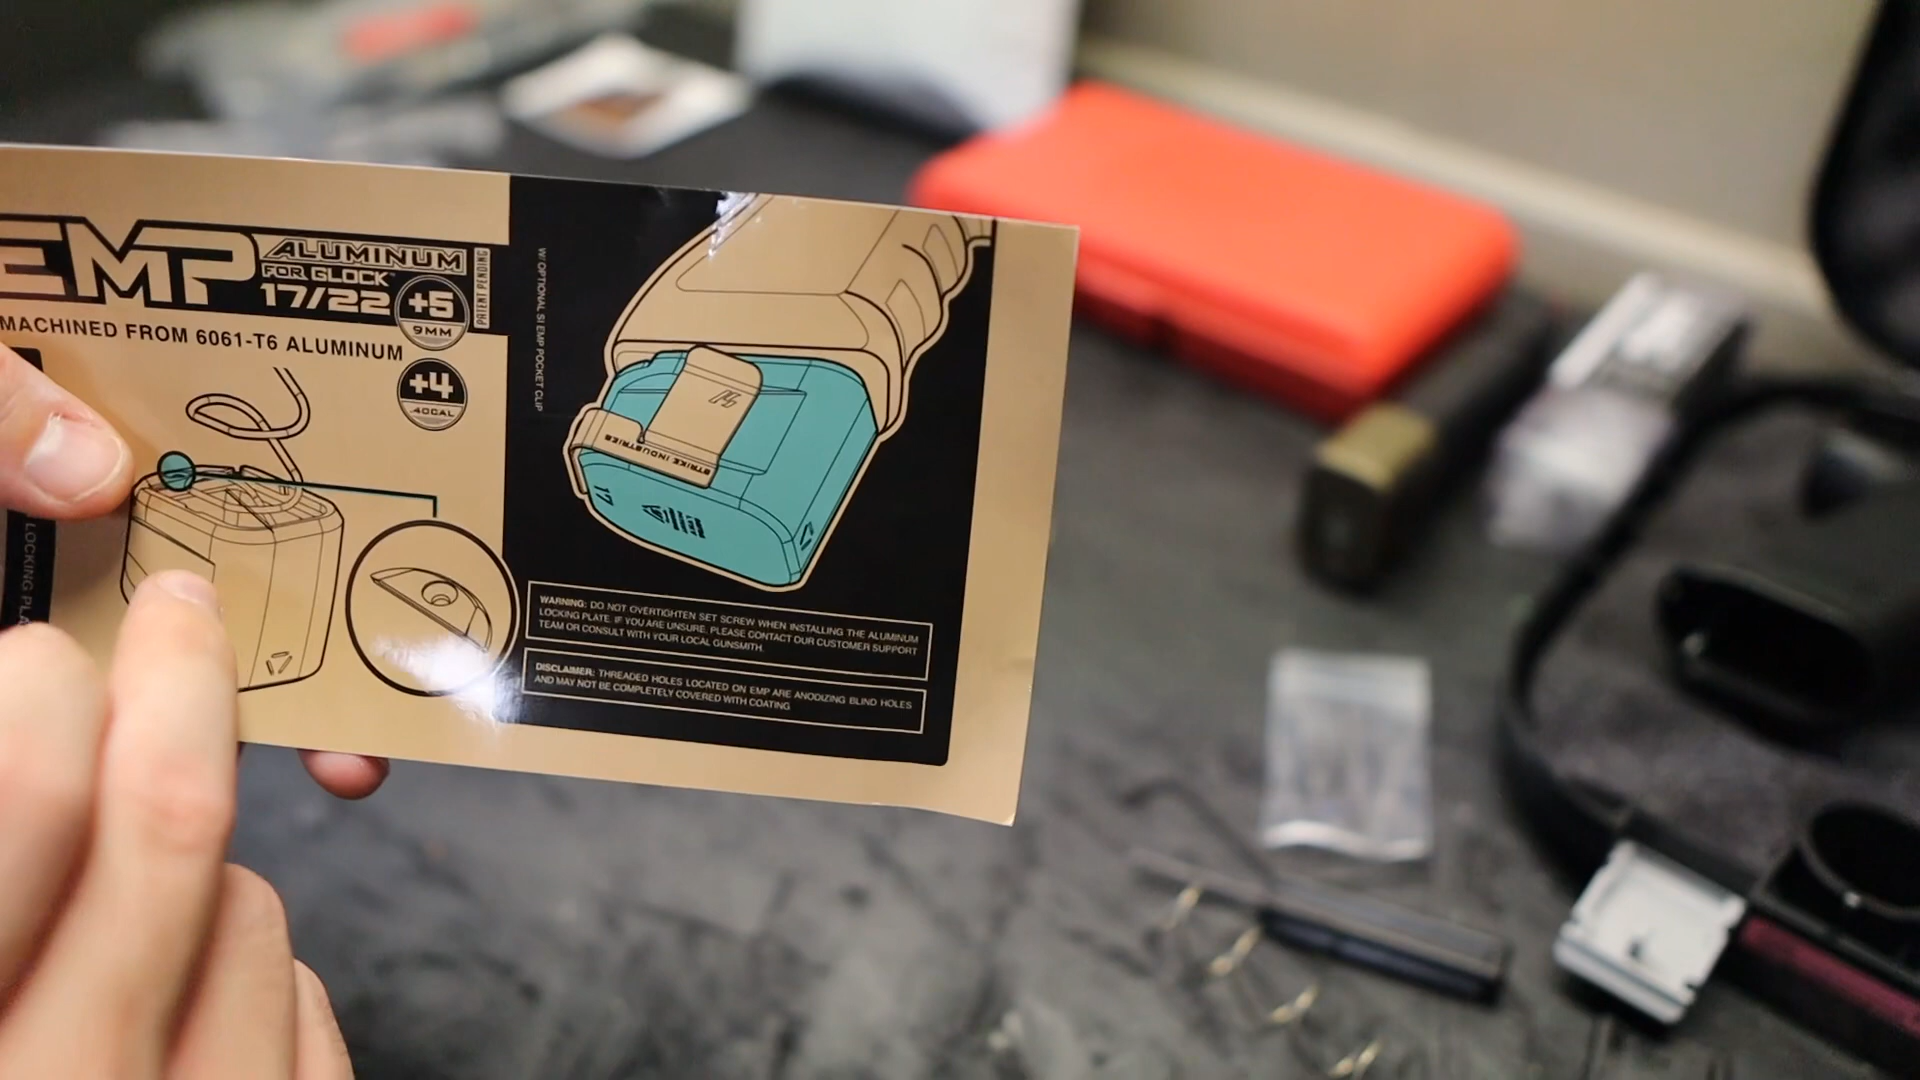 EMP
ALUMINUM
FOR GLOCK™
17/22
+5
9MM
PATENT PENDING
MACHINED FROM 6061-T6 ALUMINUM
+4
.40CAL
LOCKING PLA
W/ OPTIONAL SI EMP POCKET CLIP
STRIKE INDUSTRIES
17
WARNING: DO NOT OVERTIGHTEN SET SCREW WHEN INSTALLING THE ALUMINUM
LOCKING PLATE. IF YOU ARE UNSURE, PLEASE CONTACT OUR CUSTOMER SUPPORT
TEAM OR CONSULT WITH YOUR LOCAL GUNSMITH.
DISCLAIMER: THREADED HOLES LOCATED ON EMP ARE ANODIZING BLIND HOLES
AND MAY NOT BE COMPLETELY COVERED WITH COATING